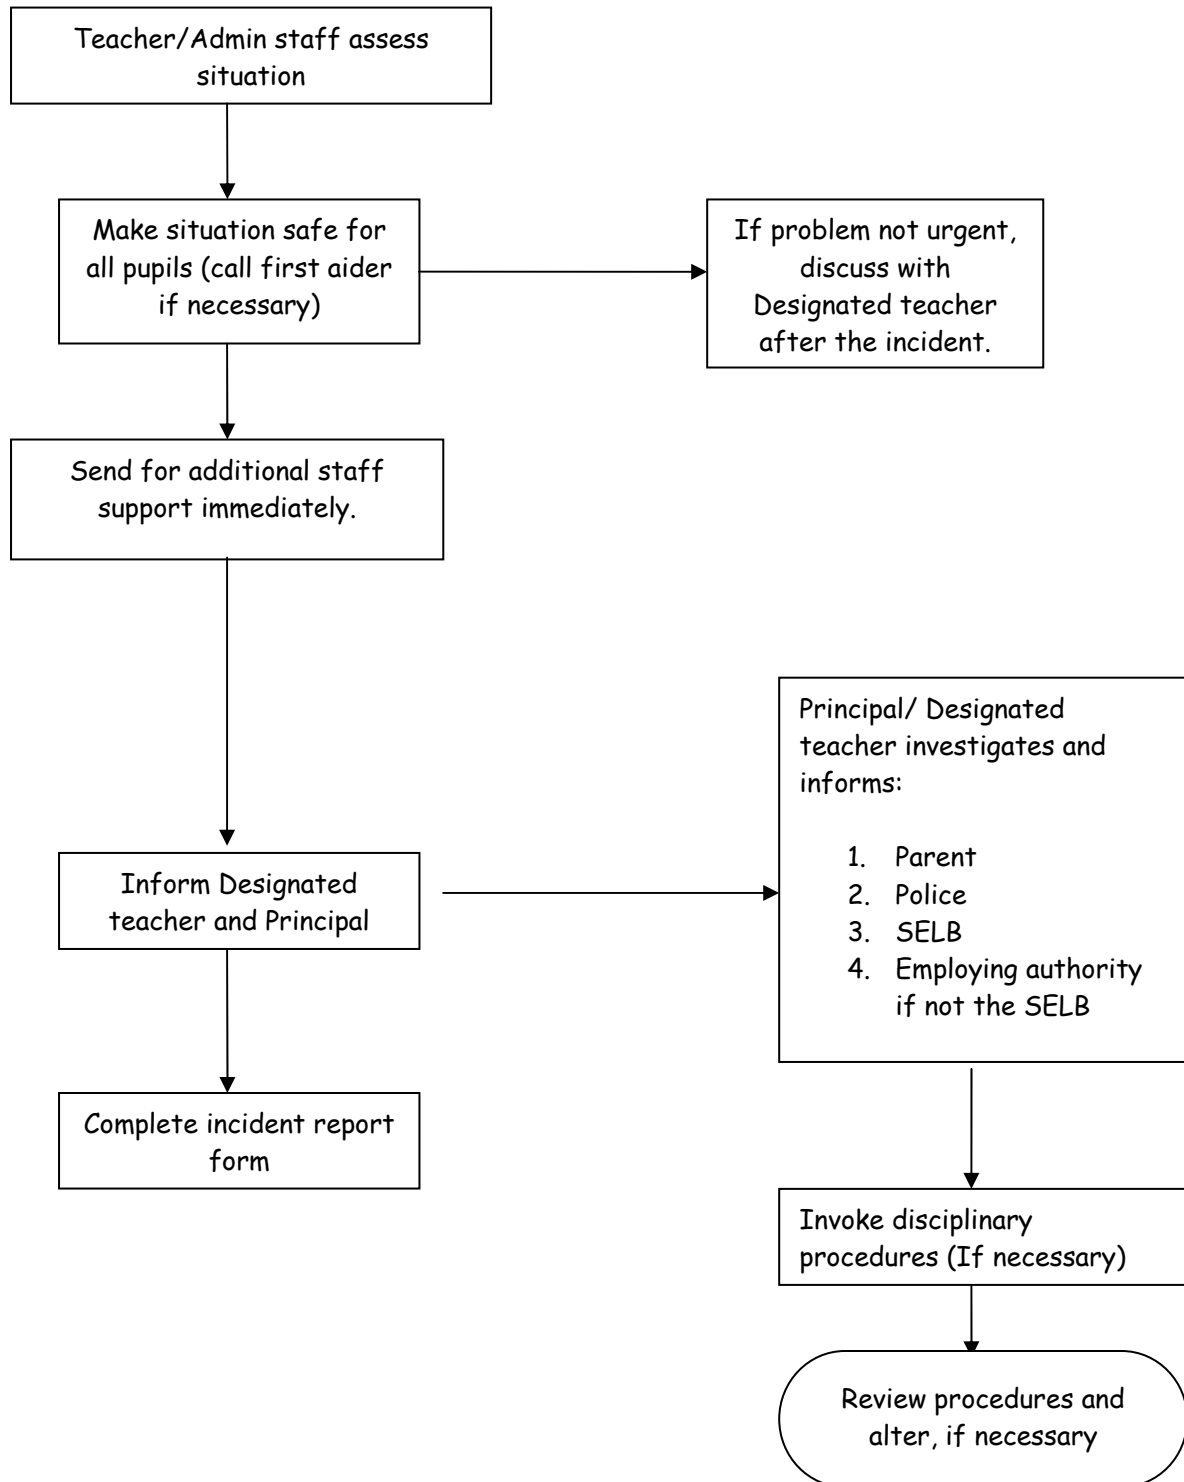 Teacher/Admin staff assess
situation
Make situation safe for
all pupils (call first aider
if necessary)
If problem not urgent,
discuss with
Designated teacher
after the incident.
Send for additional staff
support immediately.
Principal/ Designated
teacher investigates and
informs:
1. Parent
2. Police
3. SELB
4. Employing authority
if not the SELB
Inform Designated
teacher and Principal
Complete incident report
form
Invoke disciplinary
procedures (If necessary)
Review procedures and
alter, if necessary